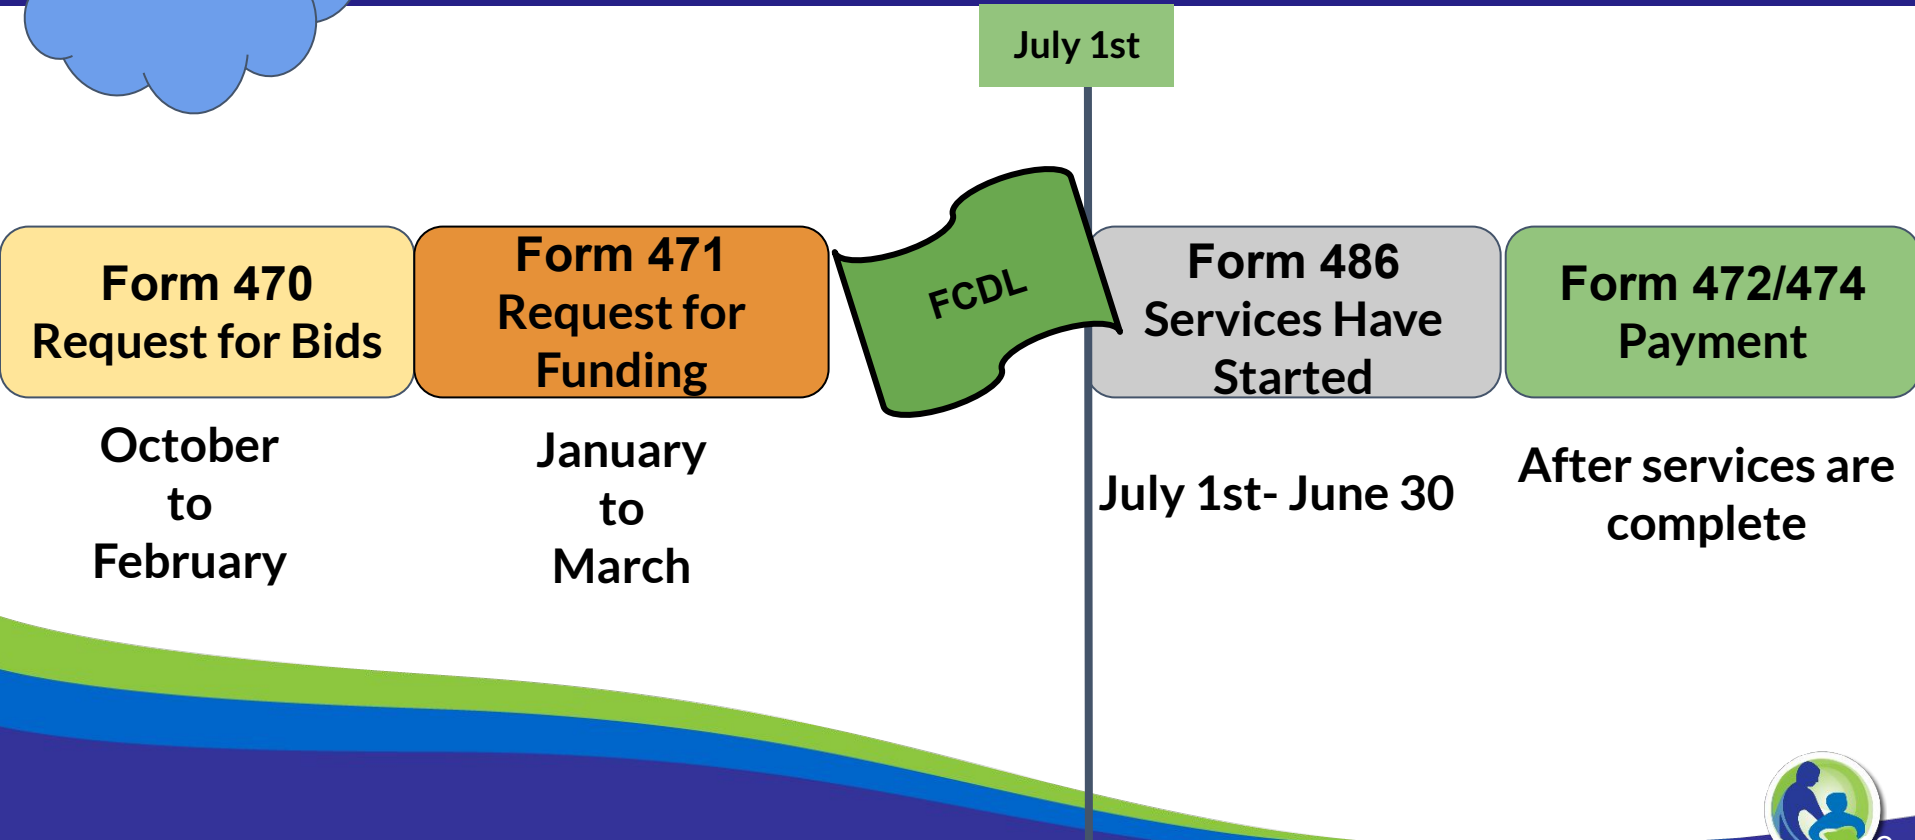 July 1st
Form 470
Request for Bids
Form 471
Request for
Funding
FCDL
Form 486
Services Have
Started
Form 472/474
Payment
October
to
February
January
to
March
July 1st- June 30
After services are
complete